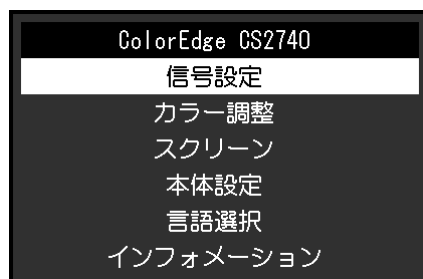 ColorEdge CS2740
信号設定
カラー調整
スクリーン
本体設定
言語選択
インフォメーション